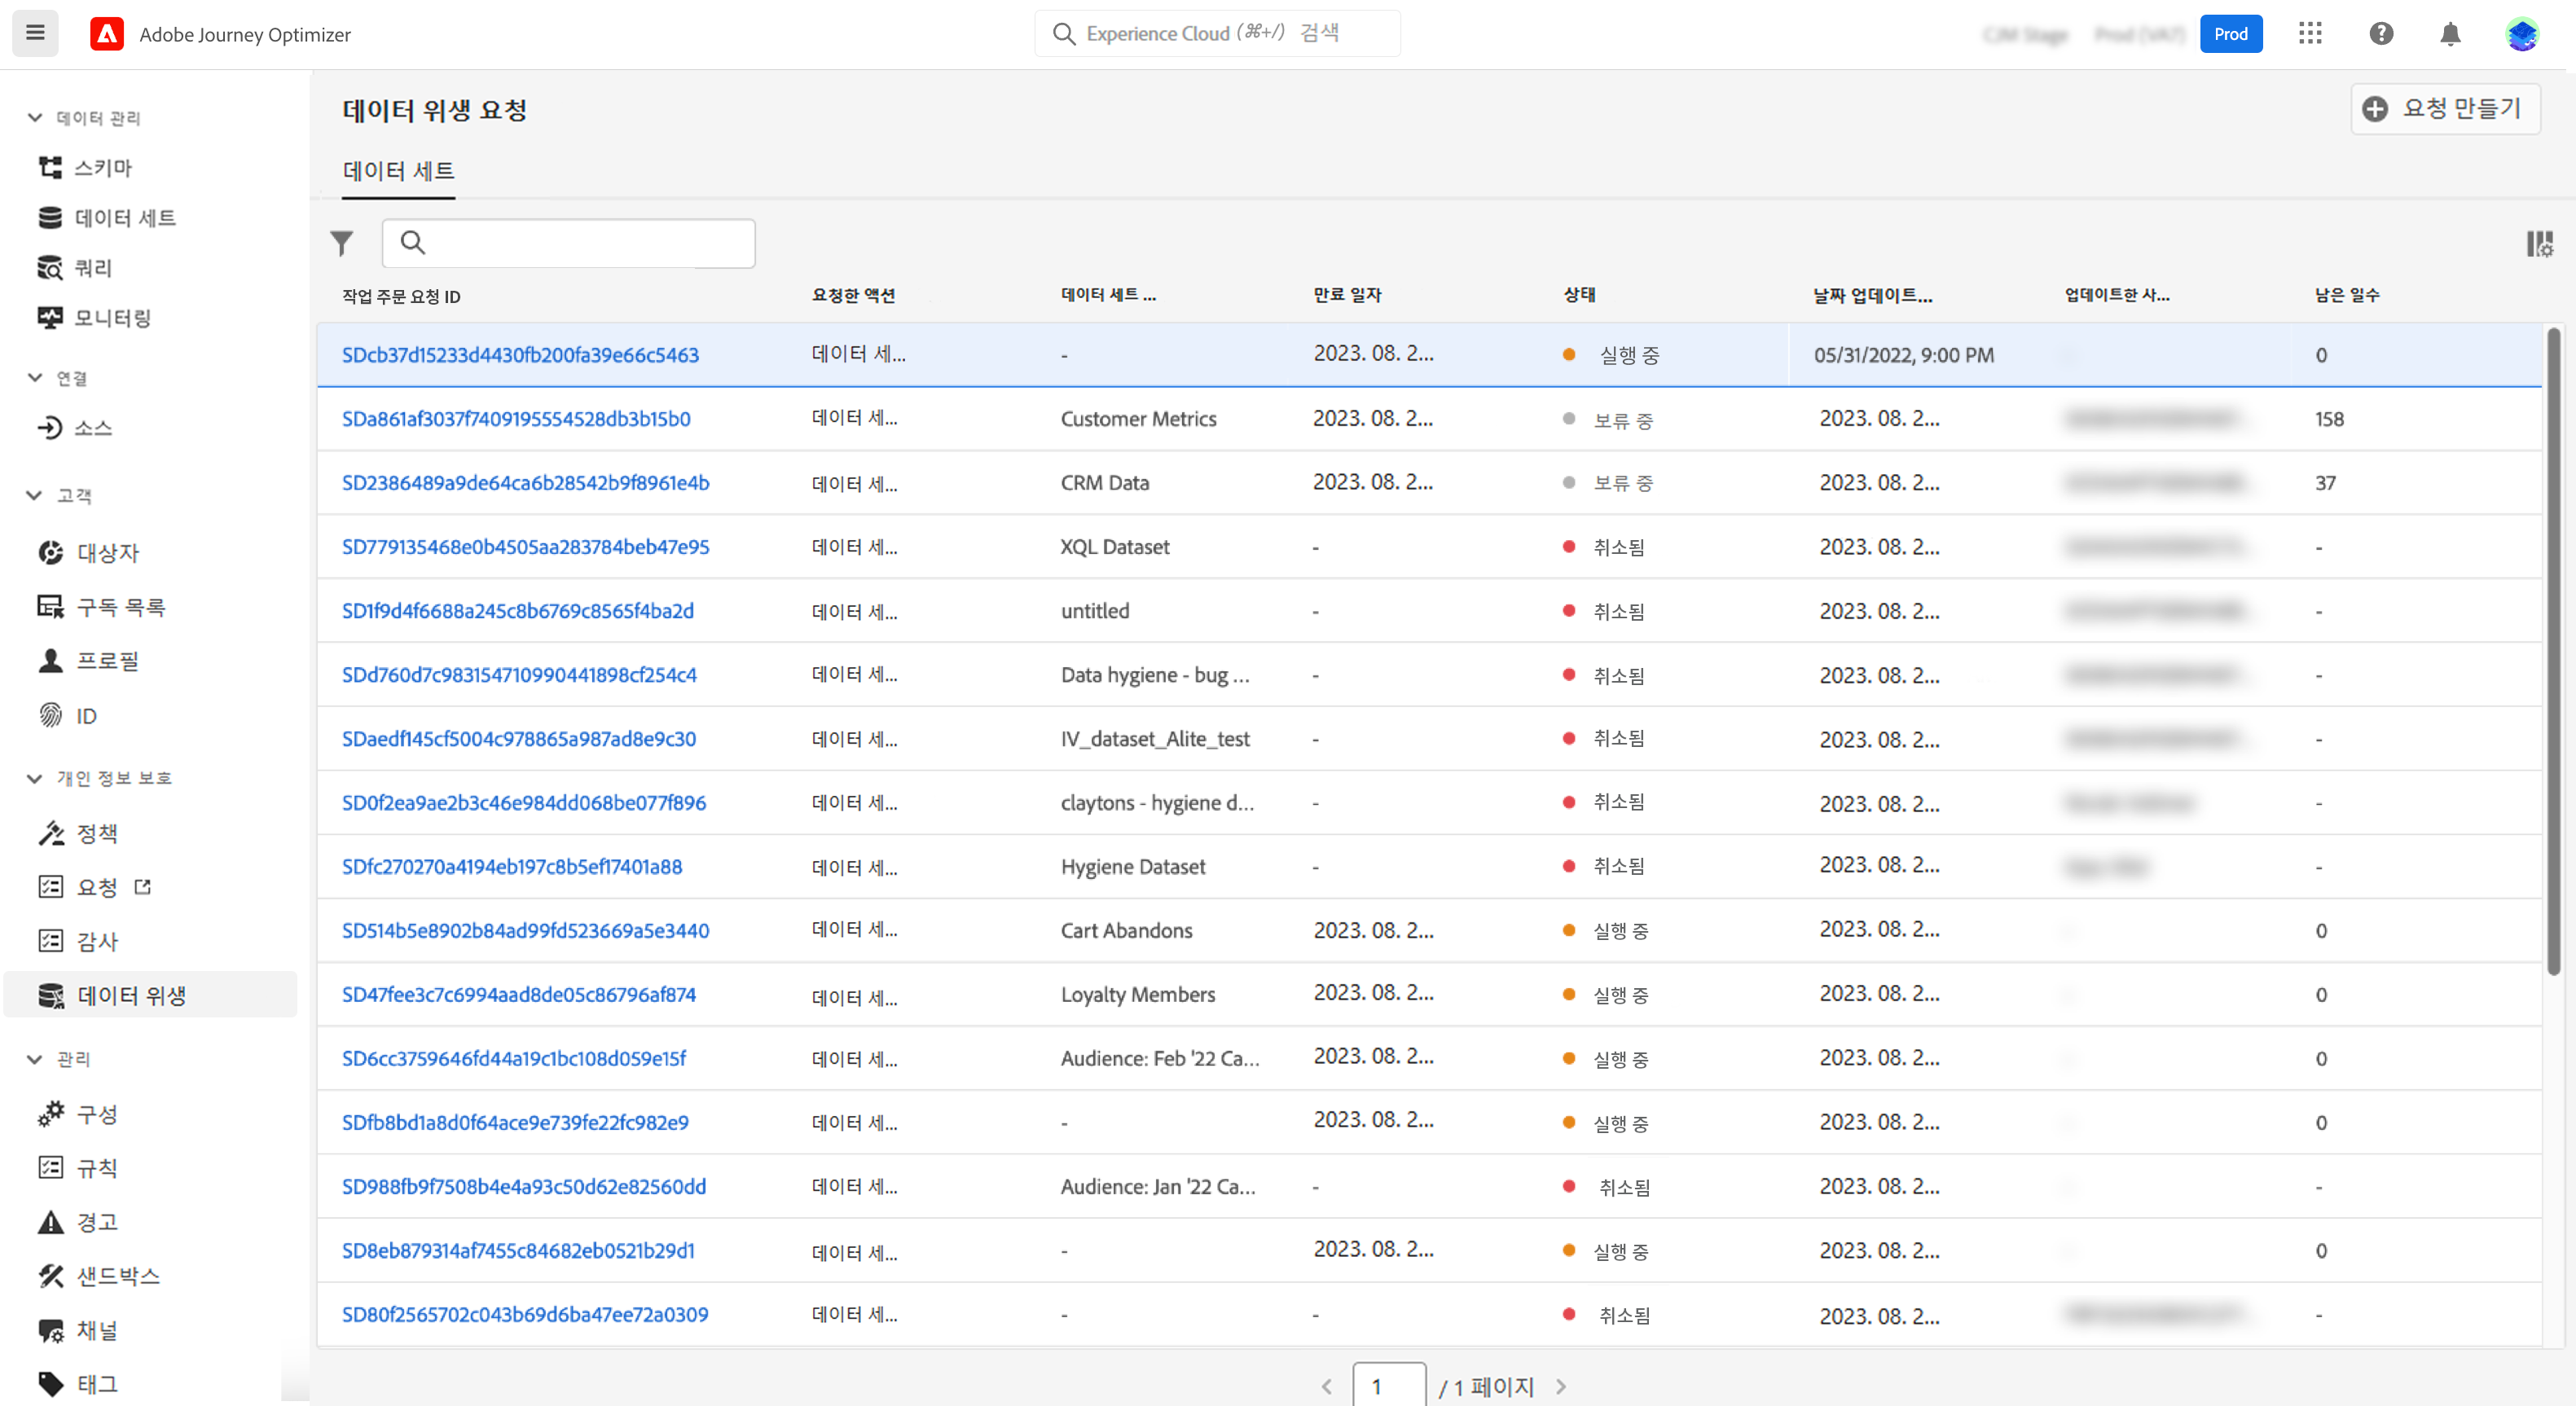 Adobe Journey Optimizer
Experience Cloud (⌘+/) 검색
Prod
데이터 관리
스키마
데이터 세트
쿼리
모니터링
연결
소스
고객
대상자
구독 목록
프로필
ID
개인 정보 보호
정책
요청
감사
데이터 위생
관리
구성
규칙
경고
샌드박스
채널
태그
데이터 위생 요청
요청 만들기
데이터 세트
작업 주문 요청 ID 요청한 액션 데이터 세트 ... 만료 일자 상태 날짜 업데이트... 업데이트한 사... 남은 일수
SDcb37d15233d4430fb200fa39e66c5463 데이터 세... - 2023. 08. 2... 실행 중 05/31/2022, 9:00 PM 0
SDa861af3037f7409195554528db3b15b0 데이터 세... Customer Metrics 2023. 08. 2... 보류 중 2023. 08. 2... 158
SD2386489a9de64ca6b28542b9f8961e4b 데이터 세... CRM Data 2023. 08. 2... 보류 중 2023. 08. 2... 37
SD779135468e0b4505aa283784beb47e95 데이터 세... XQL Dataset - 취소됨 2023. 08. 2... -
SD1f9d4f6688a245c8b6769c8565f4ba2d 데이터 세... untitled - 취소됨 2023. 08. 2... -
SDd760d7c983154710990441898cf254c4 데이터 세... Data hygiene - bug ... - 취소됨 2023. 08. 2... -
SDaedf145cf5004c978865a987ad8e9c30 데이터 세... IV_dataset_Alite_test - 취소됨 2023. 08. 2... -
SD0f2ea9ae2b3c46e984dd068be077f896 데이터 세... claytons - hygiene d... - 취소됨 2023. 08. 2... -
SDfc270270a4194eb197c8b5ef17401a88 데이터 세... Hygiene Dataset - 취소됨 2023. 08. 2... -
SD514b5e8902b84ad99fd523669a5e3440 데이터 세... Cart Abandons 2023. 08. 2... 실행 중 2023. 08. 2... 0
SD47fee3c7c6994aad8de05c86796af874 데이터 세... Loyalty Members 2023. 08. 2... 실행 중 2023. 08. 2... 0
SD6cc3759646fd44a19c1bc108d059e15f 데이터 세... Audience: Feb '22 Ca... 2023. 08. 2... 실행 중 2023. 08. 2... 0
SDfb8bd1a8d0f64ace9e739fe22fc982e9 데이터 세... - 2023. 08. 2... 실행 중 2023. 08. 2... 0
SD988fb9f7508b4e4a93c50d62e82560dd 데이터 세... Audience: Jan '22 Ca... - 취소됨 2023. 08. 2... -
SD8eb879314af7455c84682eb0521b29d1 데이터 세... - 2023. 08. 2... 실행 중 2023. 08. 2... 0
SD80f2565702c043b69d6ba47ee72a0309 데이터 세... - - 취소됨 2023. 08. 2... -
1 / 1 페이지